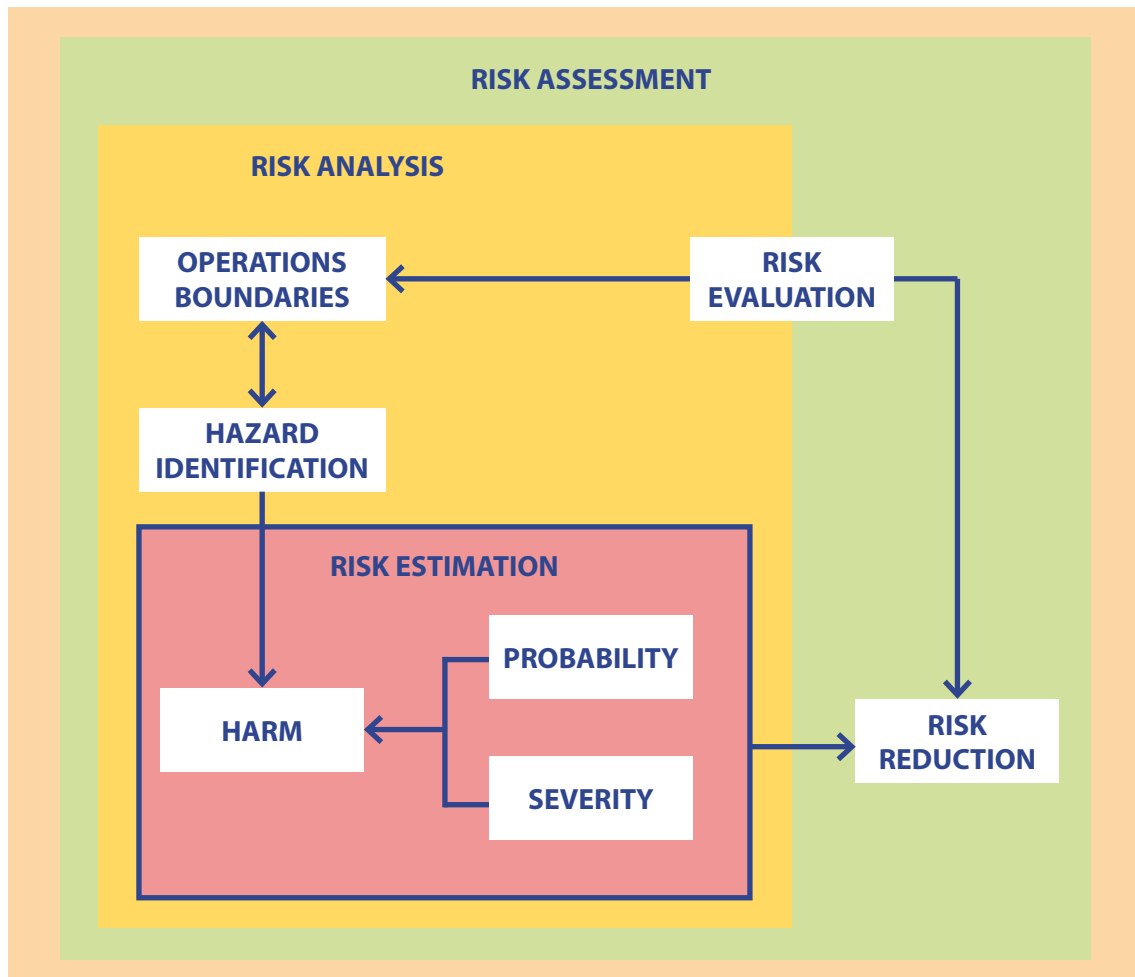 RISK ASSESSMENT
RISK ANALYSIS
OPERATIONS
BOUNDARIES
RISK
EVALUATION
HAZARD
IDENTIFICATION
RISK ESTIMATION
PROBABILITY
HARM
SEVERITY
RISK
REDUCTION